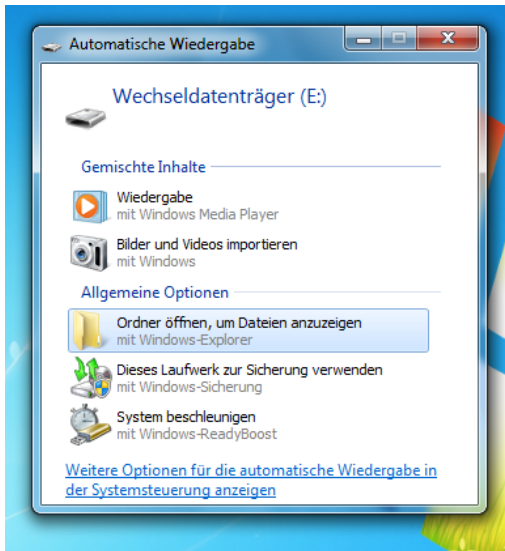 Automatische Wiedergabe
Wechseldatenträger (E:)
Gemischte Inhalte
Wiedergabe
mit Windows Media Player
Bilder und Videos importieren
mit Windows
Allgemeine Optionen
Ordner öffnen, um Dateien anzuzeigen
mit Windows-Explorer
Dieses Laufwerk zur Sicherung verwenden
mit Windows-Sicherung
System beschleunigen
mit Windows-ReadyBoost
Weitere Optionen für die automatische Wiedergabe in
der Systemsteuerung anzeigen